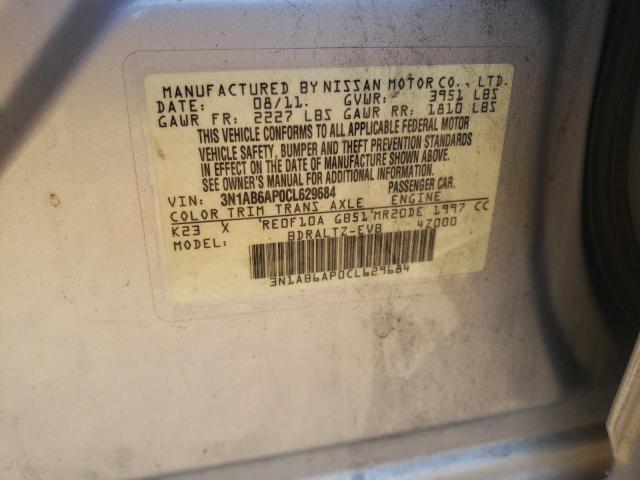 MANUFACTURED BY NISSAN MOTOR CO., LTD.
DATE: 08/11. GVWR: 3951 LBS
GAWR FR: 2227 LBS GAWR RR: 1810 LBS
THIS VEHICLE CONFORMS TO ALL APPLICABLE FEDERAL MOTOR
VEHICLE SAFETY, BUMPER AND THEFT PREVENTION STANDARDS
IN EFFECT ON THE DATE OF MANUFACTURE SHOWN ABOVE.
SEE OWNER'S MANUAL FOR ADDITIONAL INFORMATION.
VIN: 3N1AB6AP0CL629684 PASSENGER CAR.
COLOR TRIM TRANS AXLE ENGINE
K23 X RE0F10A GB51 MR20DE 1997 CC
MODEL: BDRALTZ-EVB 4Z000
3N1AB6AP0CL629684